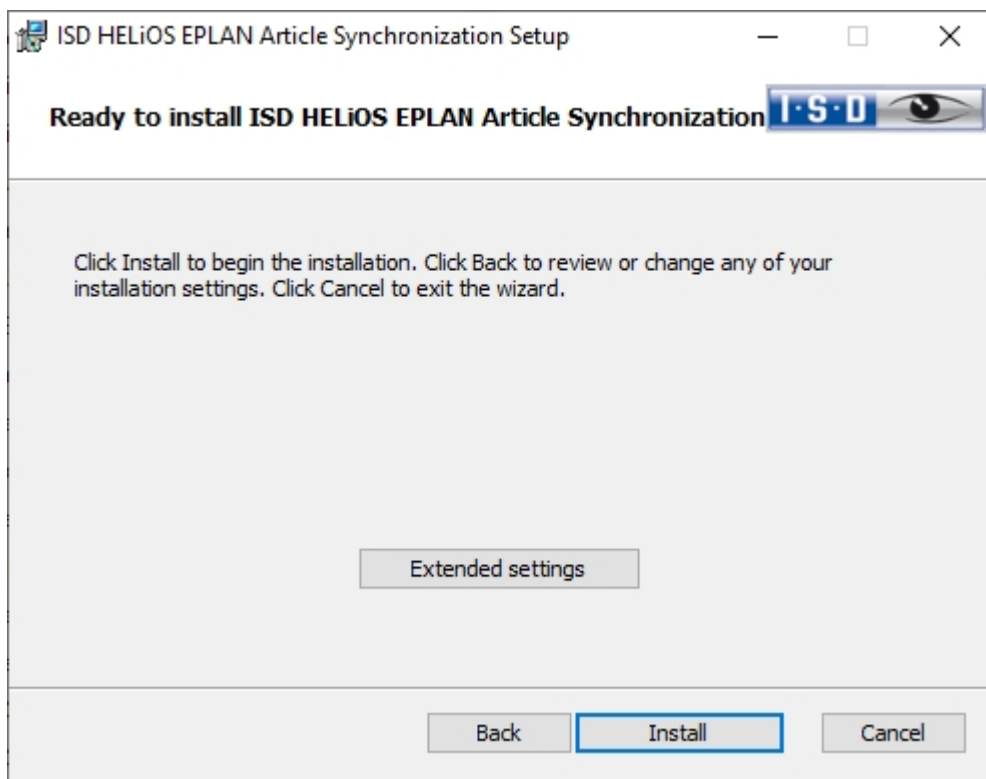 ISD HELiOS EPLAN Article Synchronization Setup
Ready to install ISD HELiOS EPLAN Article Synchronization
I·S·D
Click Install to begin the installation. Click Back to review or change any of your
installation settings. Click Cancel to exit the wizard.
Extended settings
Back
Install
Cancel